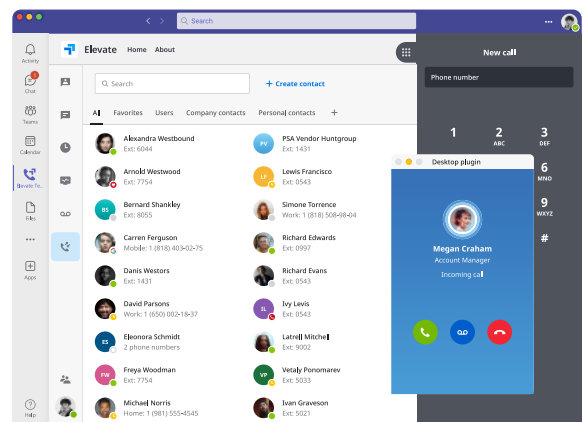 Search
Activity
Chat
Teams
Calendar
Elevate Te...
Files
Apps
Help
Elevate Home About
Search
+ Create contact
All Favorites Users Company contacts Personal contacts +
Alexandra Westbound
Ext: 6044
Arnold Westwood
Ext: 7754
BS
Bernard Shankley
Ext: 8055
Carren Ferguson
Mobile: 1 (818) 403-02-75
Danis Westors
Ext: 1431
David Parsons
Work: 1 (650) 002-18-37
ES
Eleonora Schmidt
2 phone numbers
FW
Freya Woodman
Ext: 7754
Michael Norris
Home: 1 (981) 555-4545
PV
PSA Vendor Huntgroup
Ext: 1431
LF
Lewis Francisco
Ext: 0543
Simone Torrence
Work: 1 (818) 508-98-04
Richard Edwards
Ext: 0997
Richard Evans
Ext: 0543
IL
Ivy Levis
Ext: 0543
Latrell Mitchell
Ext: 9002
VP
Vetaly Ponomarev
Ext: 5033
Ivan Graveson
Ext: 5021
New call
Phone number
1 2 3
ABC DEF
6
MNO
9
WXYZ
#
Desktop plugin
Megan Craham
Account Manager
Incoming call